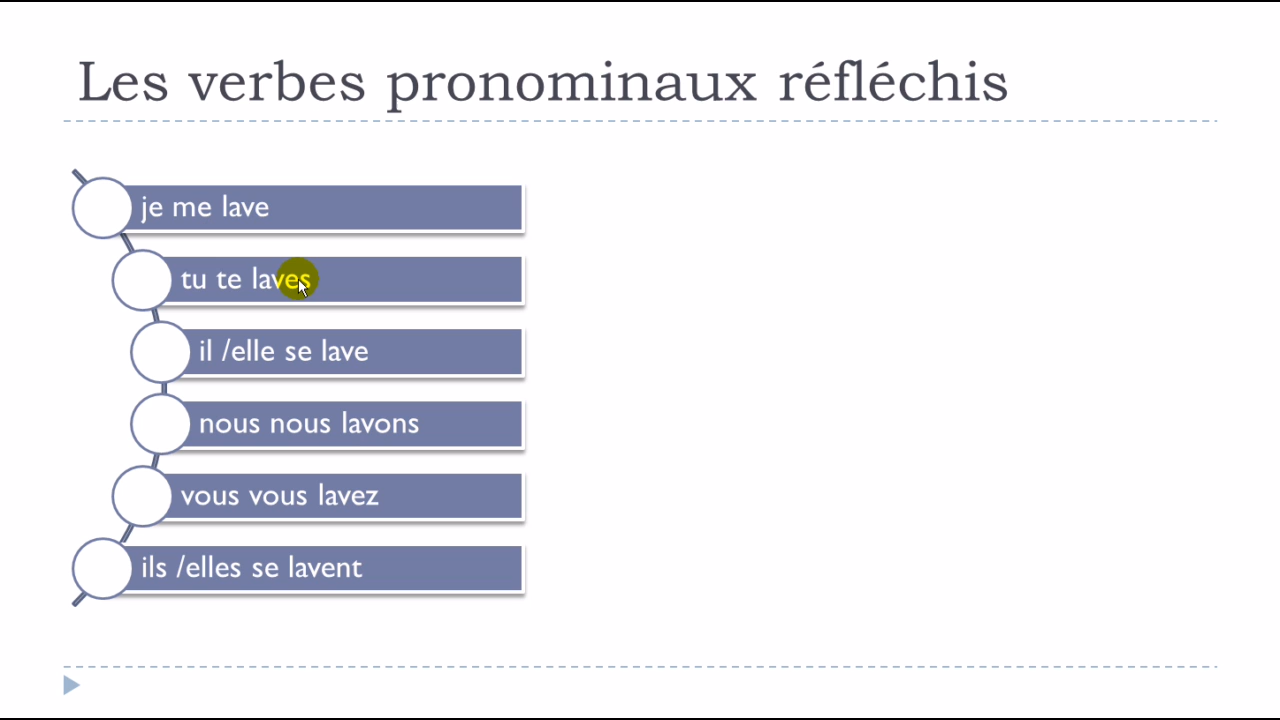 Les verbes pronominaux réfléchis
je me lave
tu te laves
il /elle se lave
nous nous lavons
vous vous lavez
ils /elles se lavent